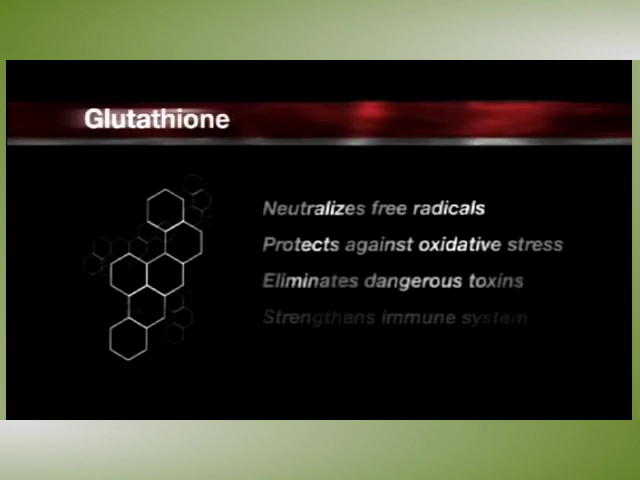 Glutathione
Neutralizes free radicals
Protects against oxidative stress
Eliminates dangerous toxins
Strengthens immune system